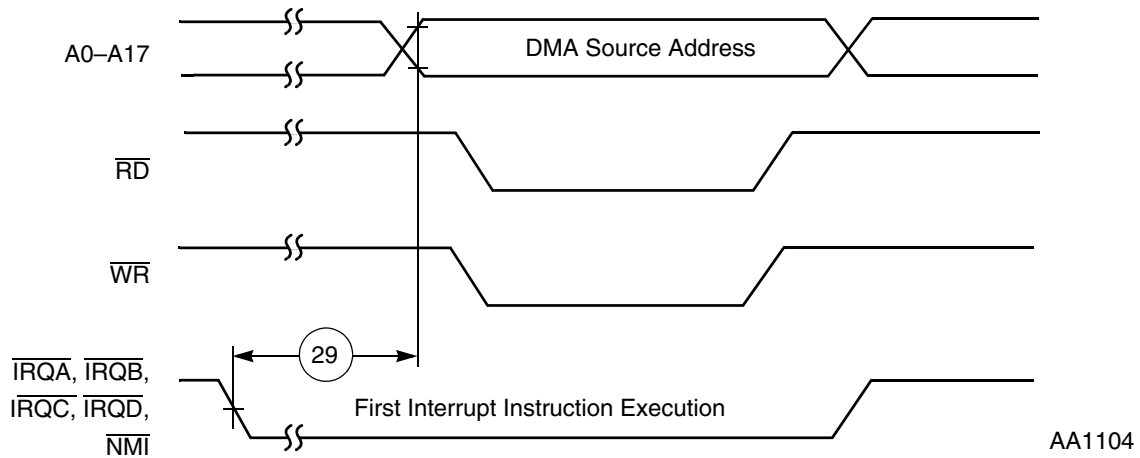 A0–A17
DMA Source Address
RD
WR
29
IRQA, IRQB,
IRQC, IRQD,
NMI
First Interrupt Instruction Execution
AA1104